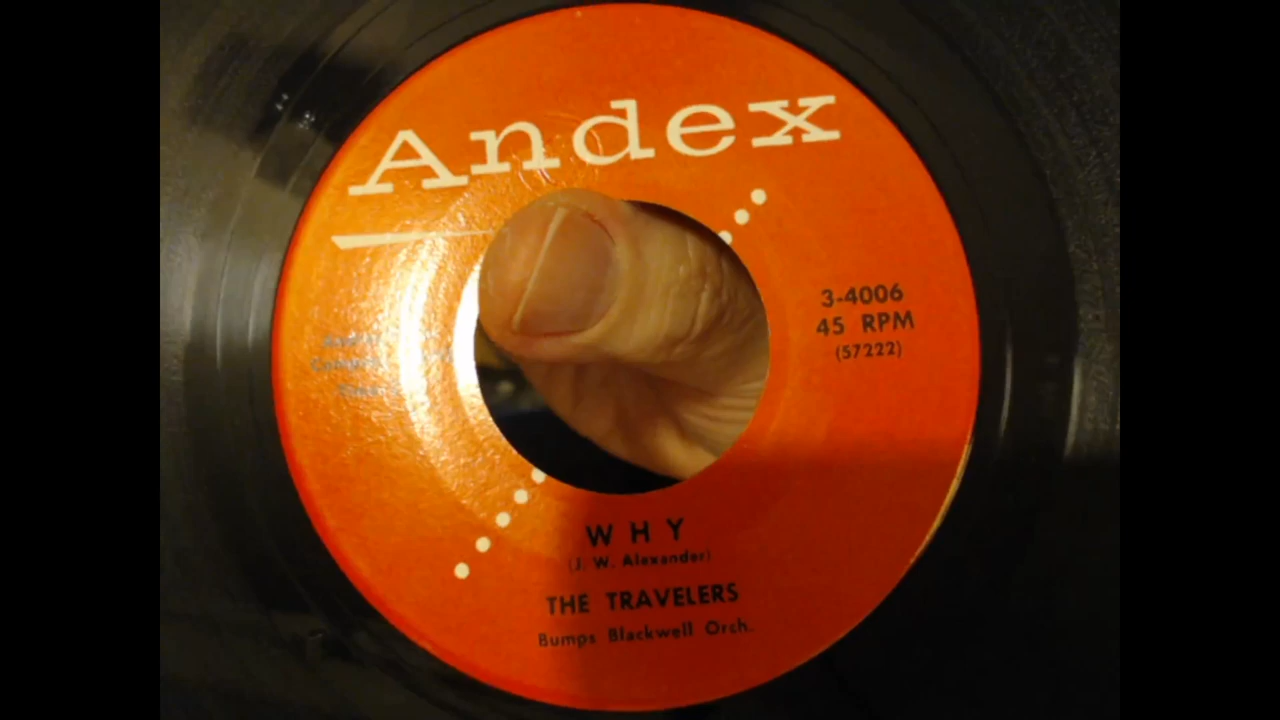 Andex
3-4006
45 RPM
(57222)
WHY
(J. W. Alexander)
THE TRAVELERS
Bumps Blackwell Orch.